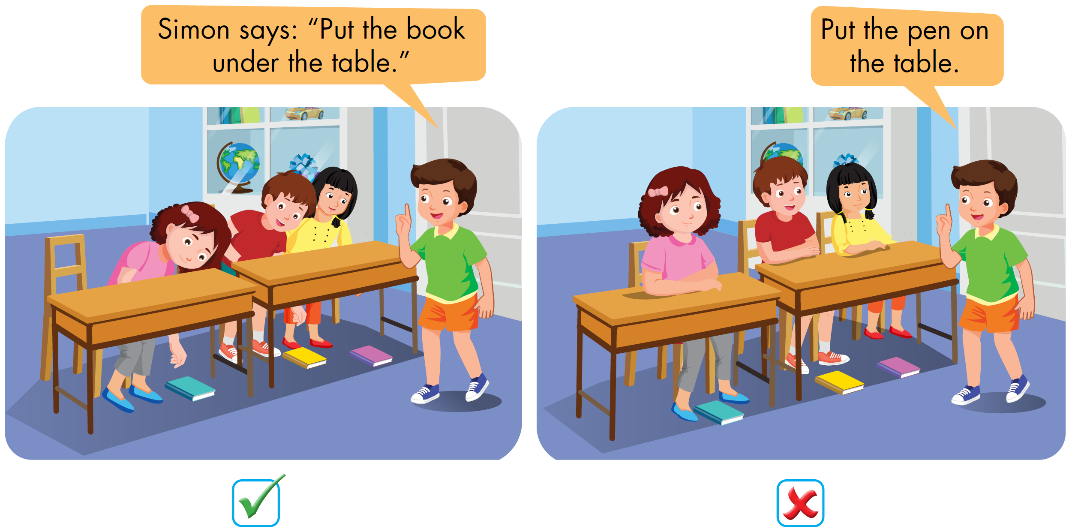 Simon says: “Put the book
under the table.”
Put the pen on
the table.